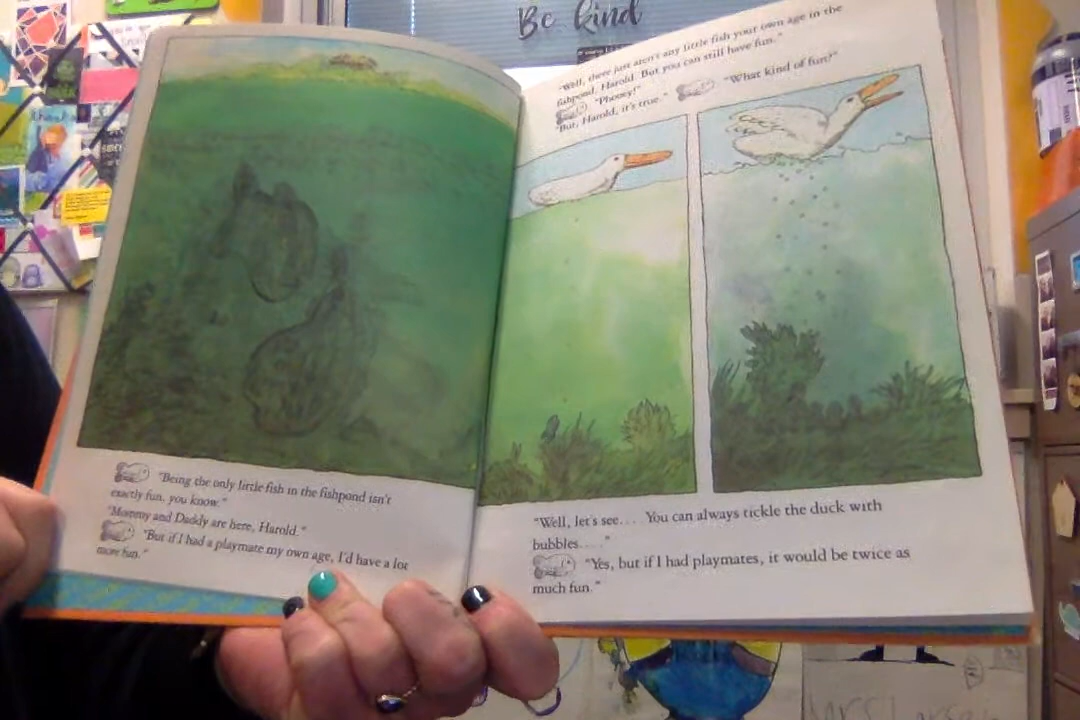 Be kind
"Well, there just aren't any little fish your own age in the
fishpond, Harold. But you can still have fun."
"Phooey!"
"But, Harold, it's true."
"What kind of fun?"
"Being the only little fish in the fishpond isn't
exactly fun, you know."
"Mommy and Daddy are here, Harold."
"But if I had a playmate my own age, I'd have a lot
more fun."
"Well, let's see.... You can always tickle the duck with
bubbles...."
"Yes, but if I had playmates, it would be twice as
much fun."